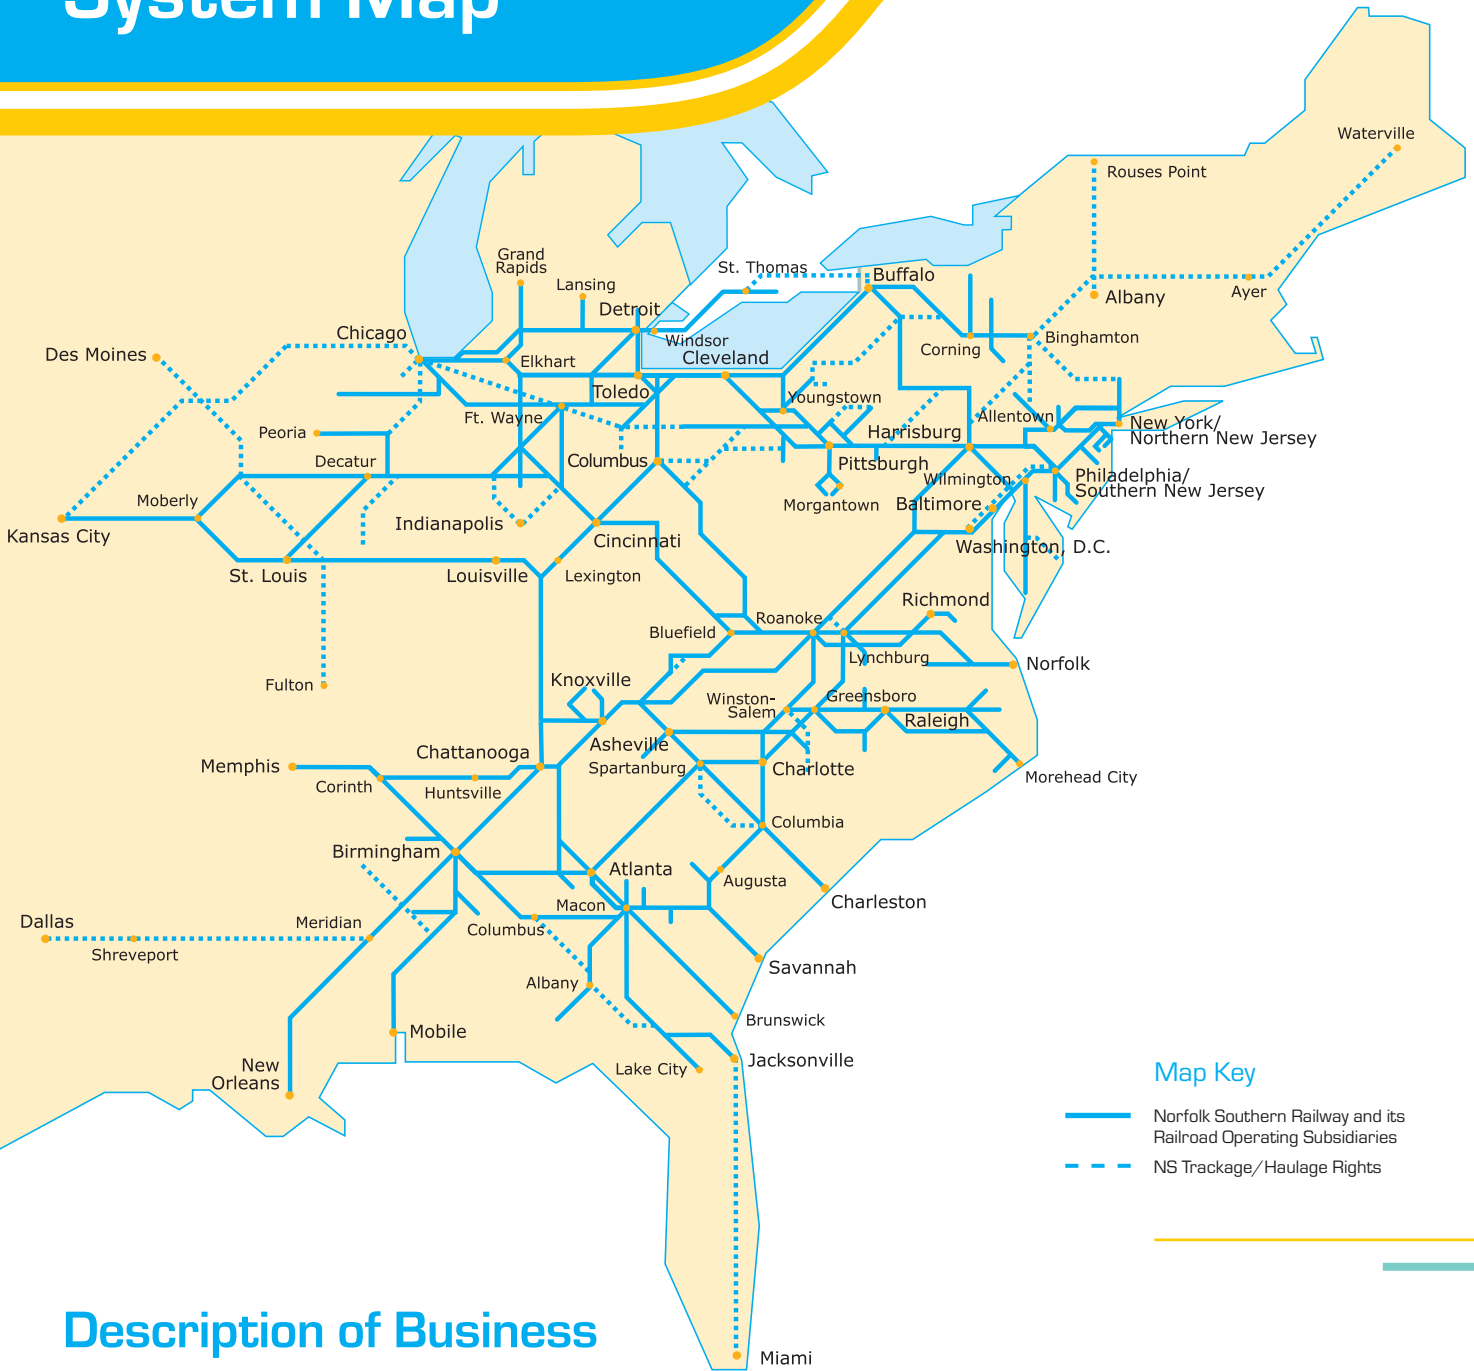 System Map
Waterville
Rouses Point
Grand
Rapids
St. Thomas
Buffalo
Lansing
Ayer
Albany
Detroit
Chicago
Windsor
Binghamton
Corning
Des Moines
Elkhart
Cleveland
Toledo
Youngstown
Ft. Wayne
Allentown
New York/
Northern New Jersey
Peoria
Harrisburg
Decatur
Columbus
Pittsburgh
Philadelphia/
Southern New Jersey
Wilmington
Moberly
Morgantown
Baltimore
Indianapolis
Kansas City
Cincinnati
Washington, D.C.
St. Louis
Louisville
Lexington
Richmond
Roanoke
Bluefield
Lynchburg
Norfolk
Knoxville
Fulton
Winston-
Salem
Greensboro
Raleigh
Asheville
Chattanooga
Memphis
Spartanburg
Charlotte
Morehead City
Corinth
Huntsville
Columbia
Birmingham
Atlanta
Augusta
Charleston
Macon
Dallas
Meridian
Columbus
Shreveport
Savannah
Albany
Brunswick
Mobile
Jacksonville
New
Orleans
Lake City
Map Key
Norfolk Southern Railway and its
Railroad Operating Subsidiaries
NS Trackage/Haulage Rights
Description of Business
Miami